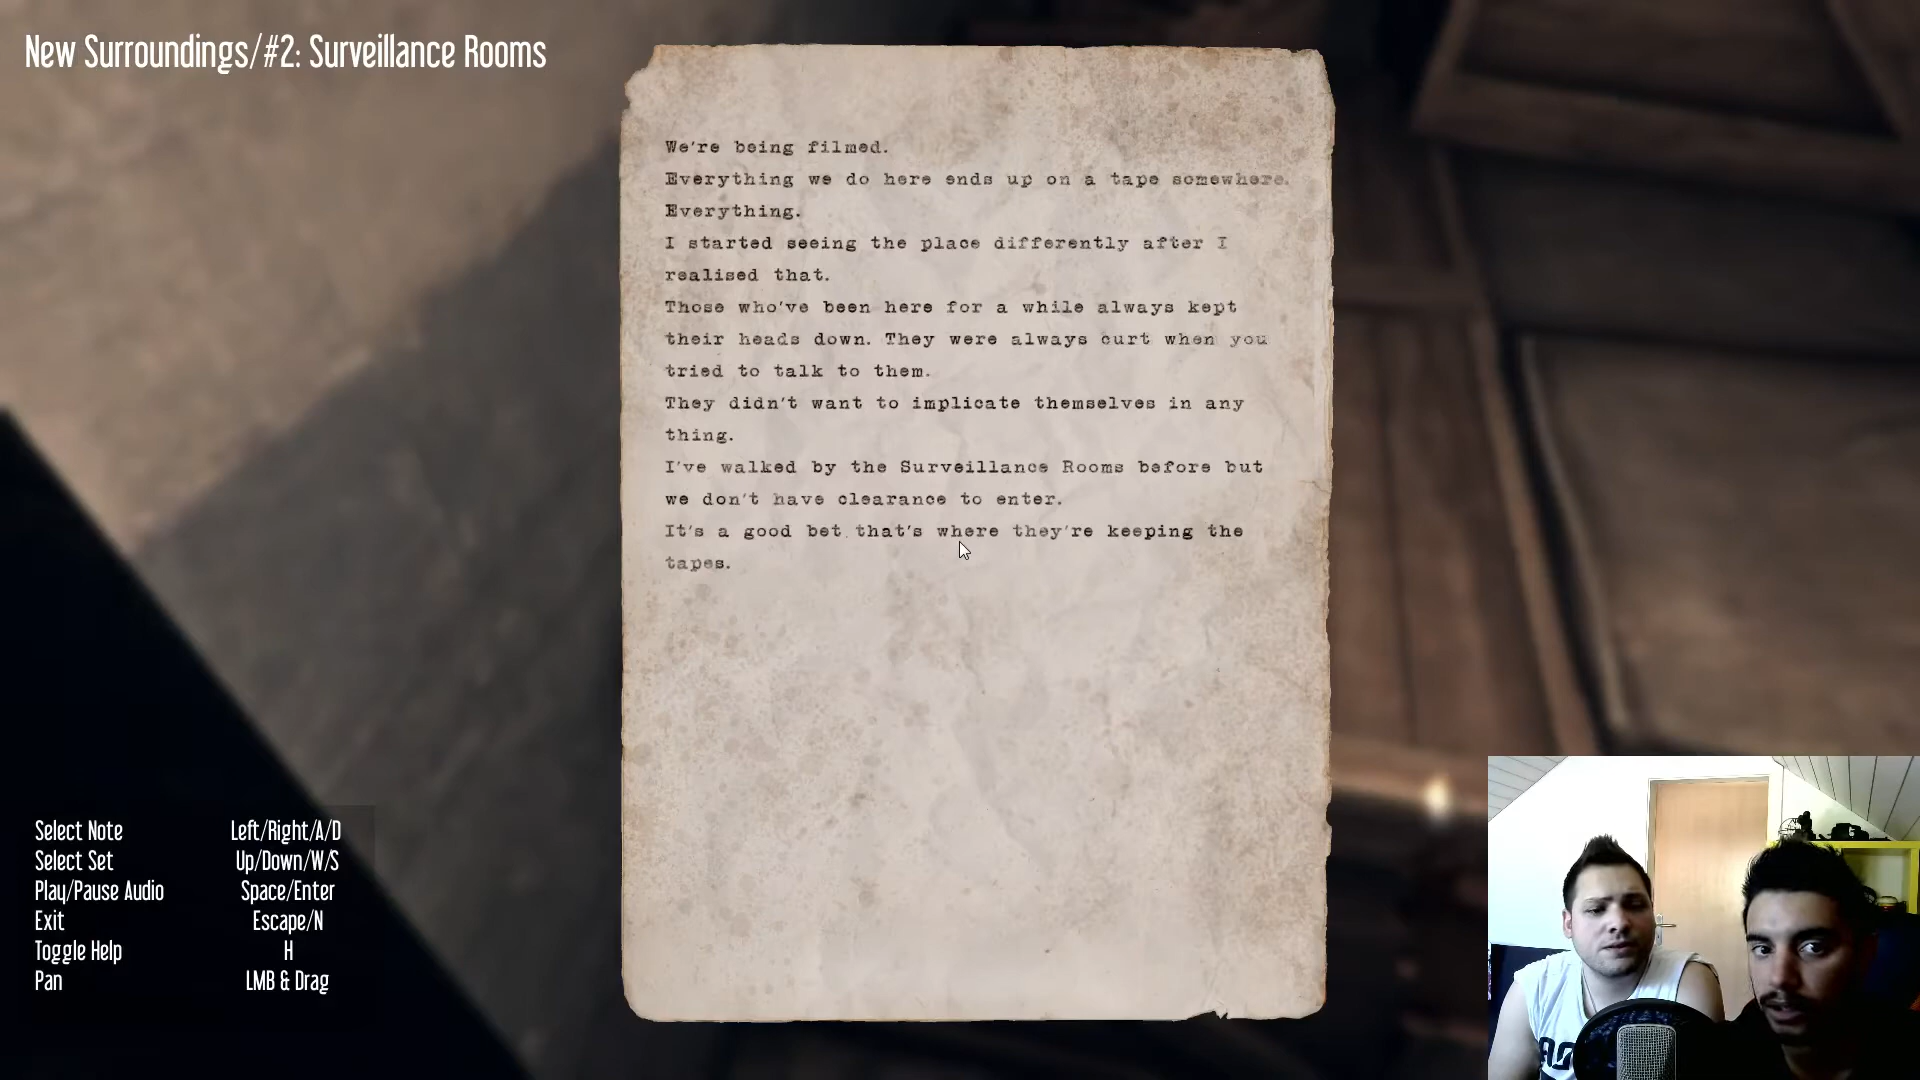 New Surroundings/#2: Surveillance Rooms
We're being filmed.
Everything we do here ends up on a tape somewhere.
Everything.
I started seeing the place differently after I
realised that.
Those who've been here for a while always kept
their heads down. They were always curt when you
tried to talk to them.
They didn't want to implicate themselves in any
thing.
I've walked by the Surveillance Rooms before but
we don't have clearance to enter.
It's a good bet that's where they're keeping the
tapes.
Select Note Left/Right/A/D
Select Set Up/Down/W/S
Play/Pause Audio Space/Enter
Exit Escape/N
Toggle Help H
Pan LMB & Drag